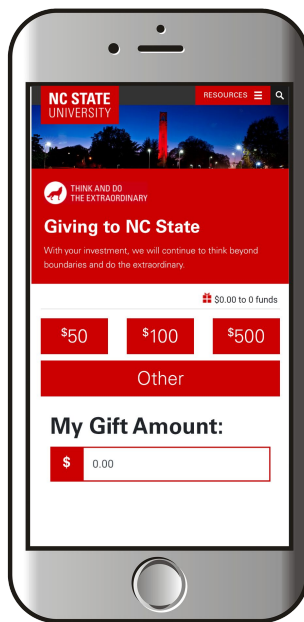 NC STATE
UNIVERSITY
RESOURCES
THINK AND DO
THE EXTRAORDINARY
Giving to NC State
With your investment, we will continue to think beyond
boundaries and do the extraordinary.
$0.00 to 0 funds
$50 $100 $500
Other
My Gift Amount:
$ 0.00